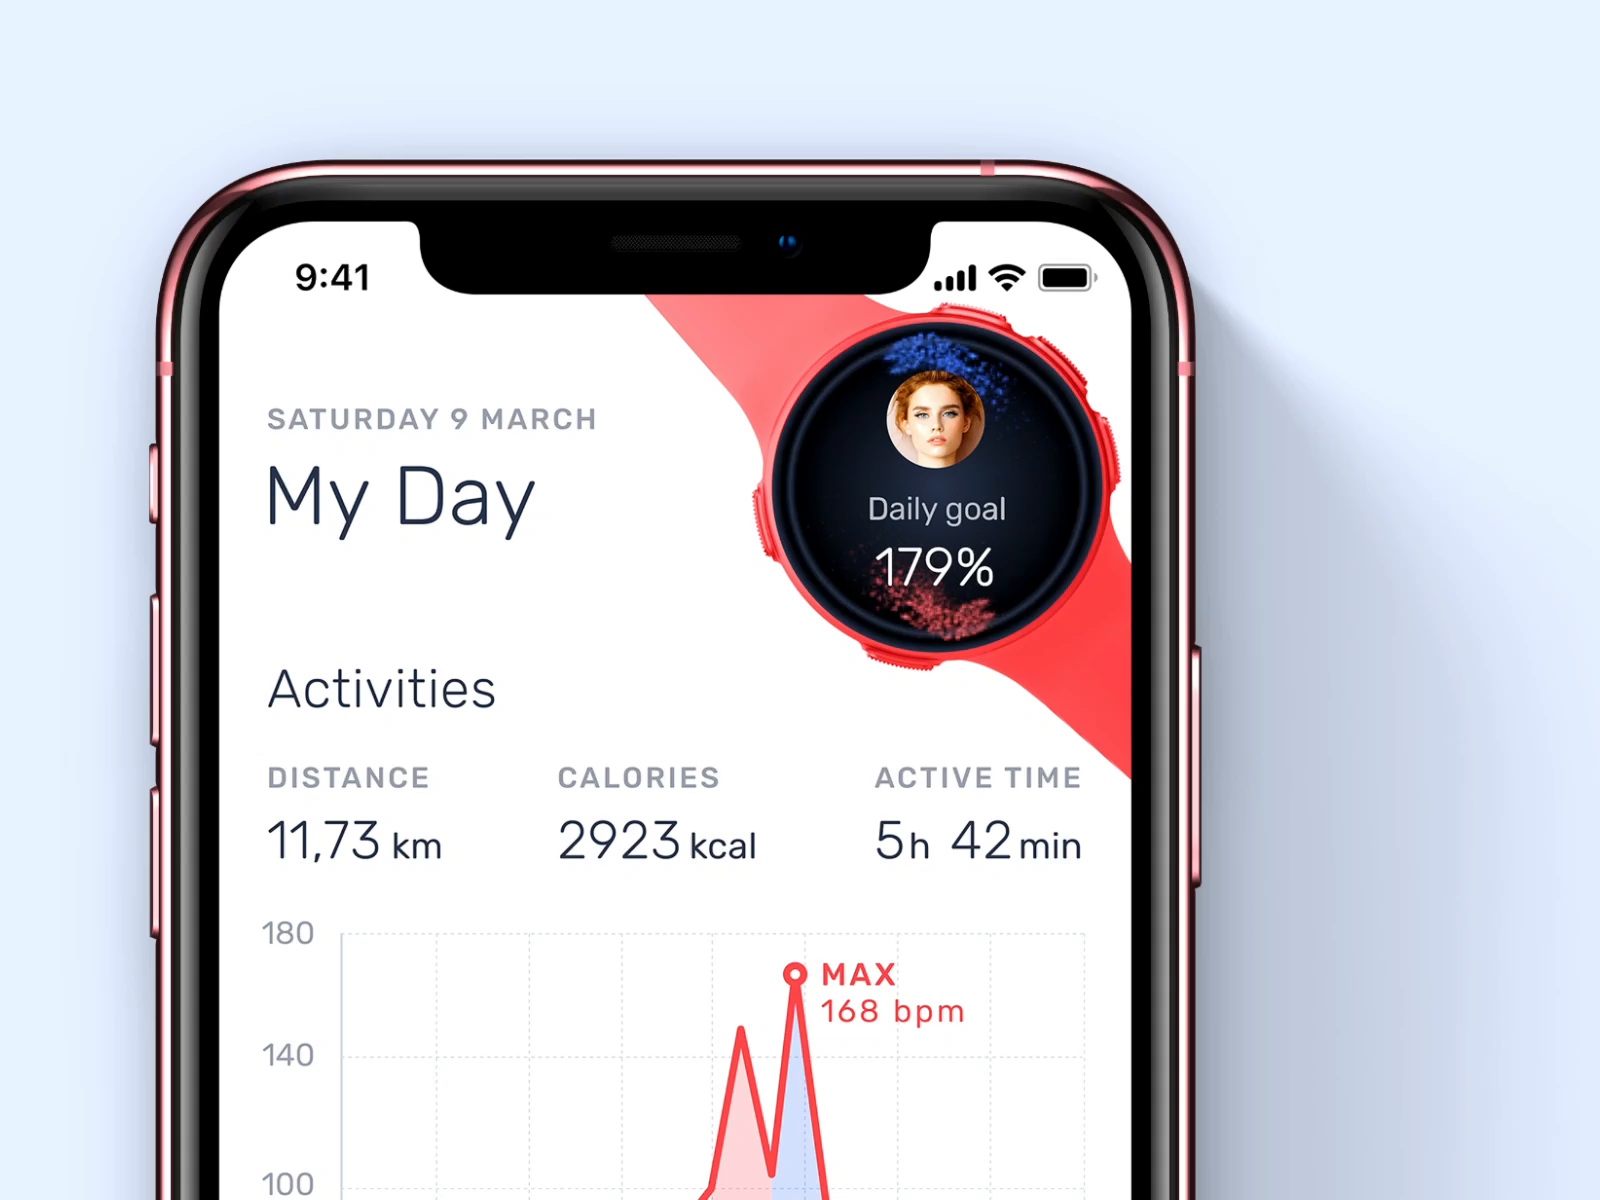 9:41
SATURDAY 9 MARCH
My Day
Daily goal
179%
Activities
DISTANCE
11,73 km
CALORIES
2923 kcal
ACTIVE TIME
5h 42min
180
MAX
168 bpm
140
100